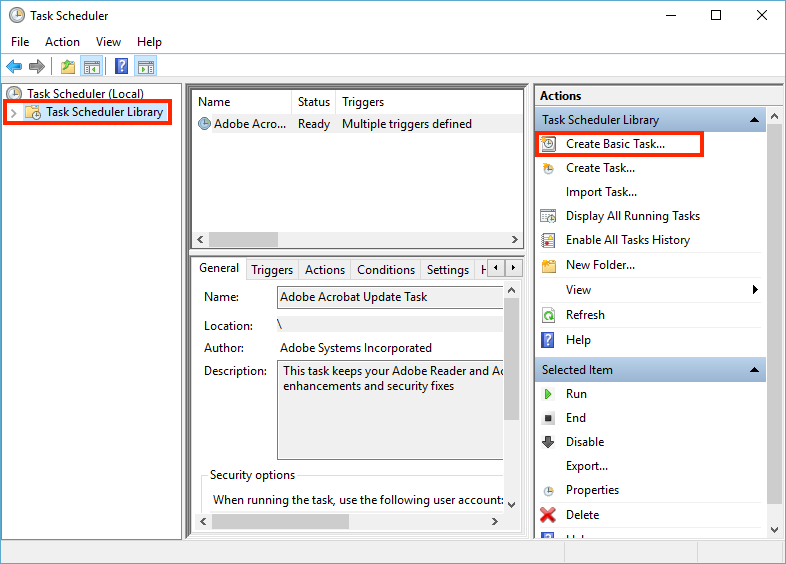 Task Scheduler
File Action View Help
Task Scheduler (Local)
Task Scheduler Library
Name Status Triggers
Adobe Acro... Ready Multiple triggers defined
General Triggers Actions Conditions Settings H
Name: Adobe Acrobat Update Task
Location: \
Author: Adobe Systems Incorporated
Description: This task keeps your Adobe Reader and Ac
enhancements and security fixes
Security options
When running the task, use the following user account:
Actions
Task Scheduler Library
Create Basic Task...
Create Task...
Import Task...
Display All Running Tasks
Enable All Tasks History
New Folder...
View
Refresh
Help
Selected Item
Run
End
Disable
Export...
Properties
Delete
Help